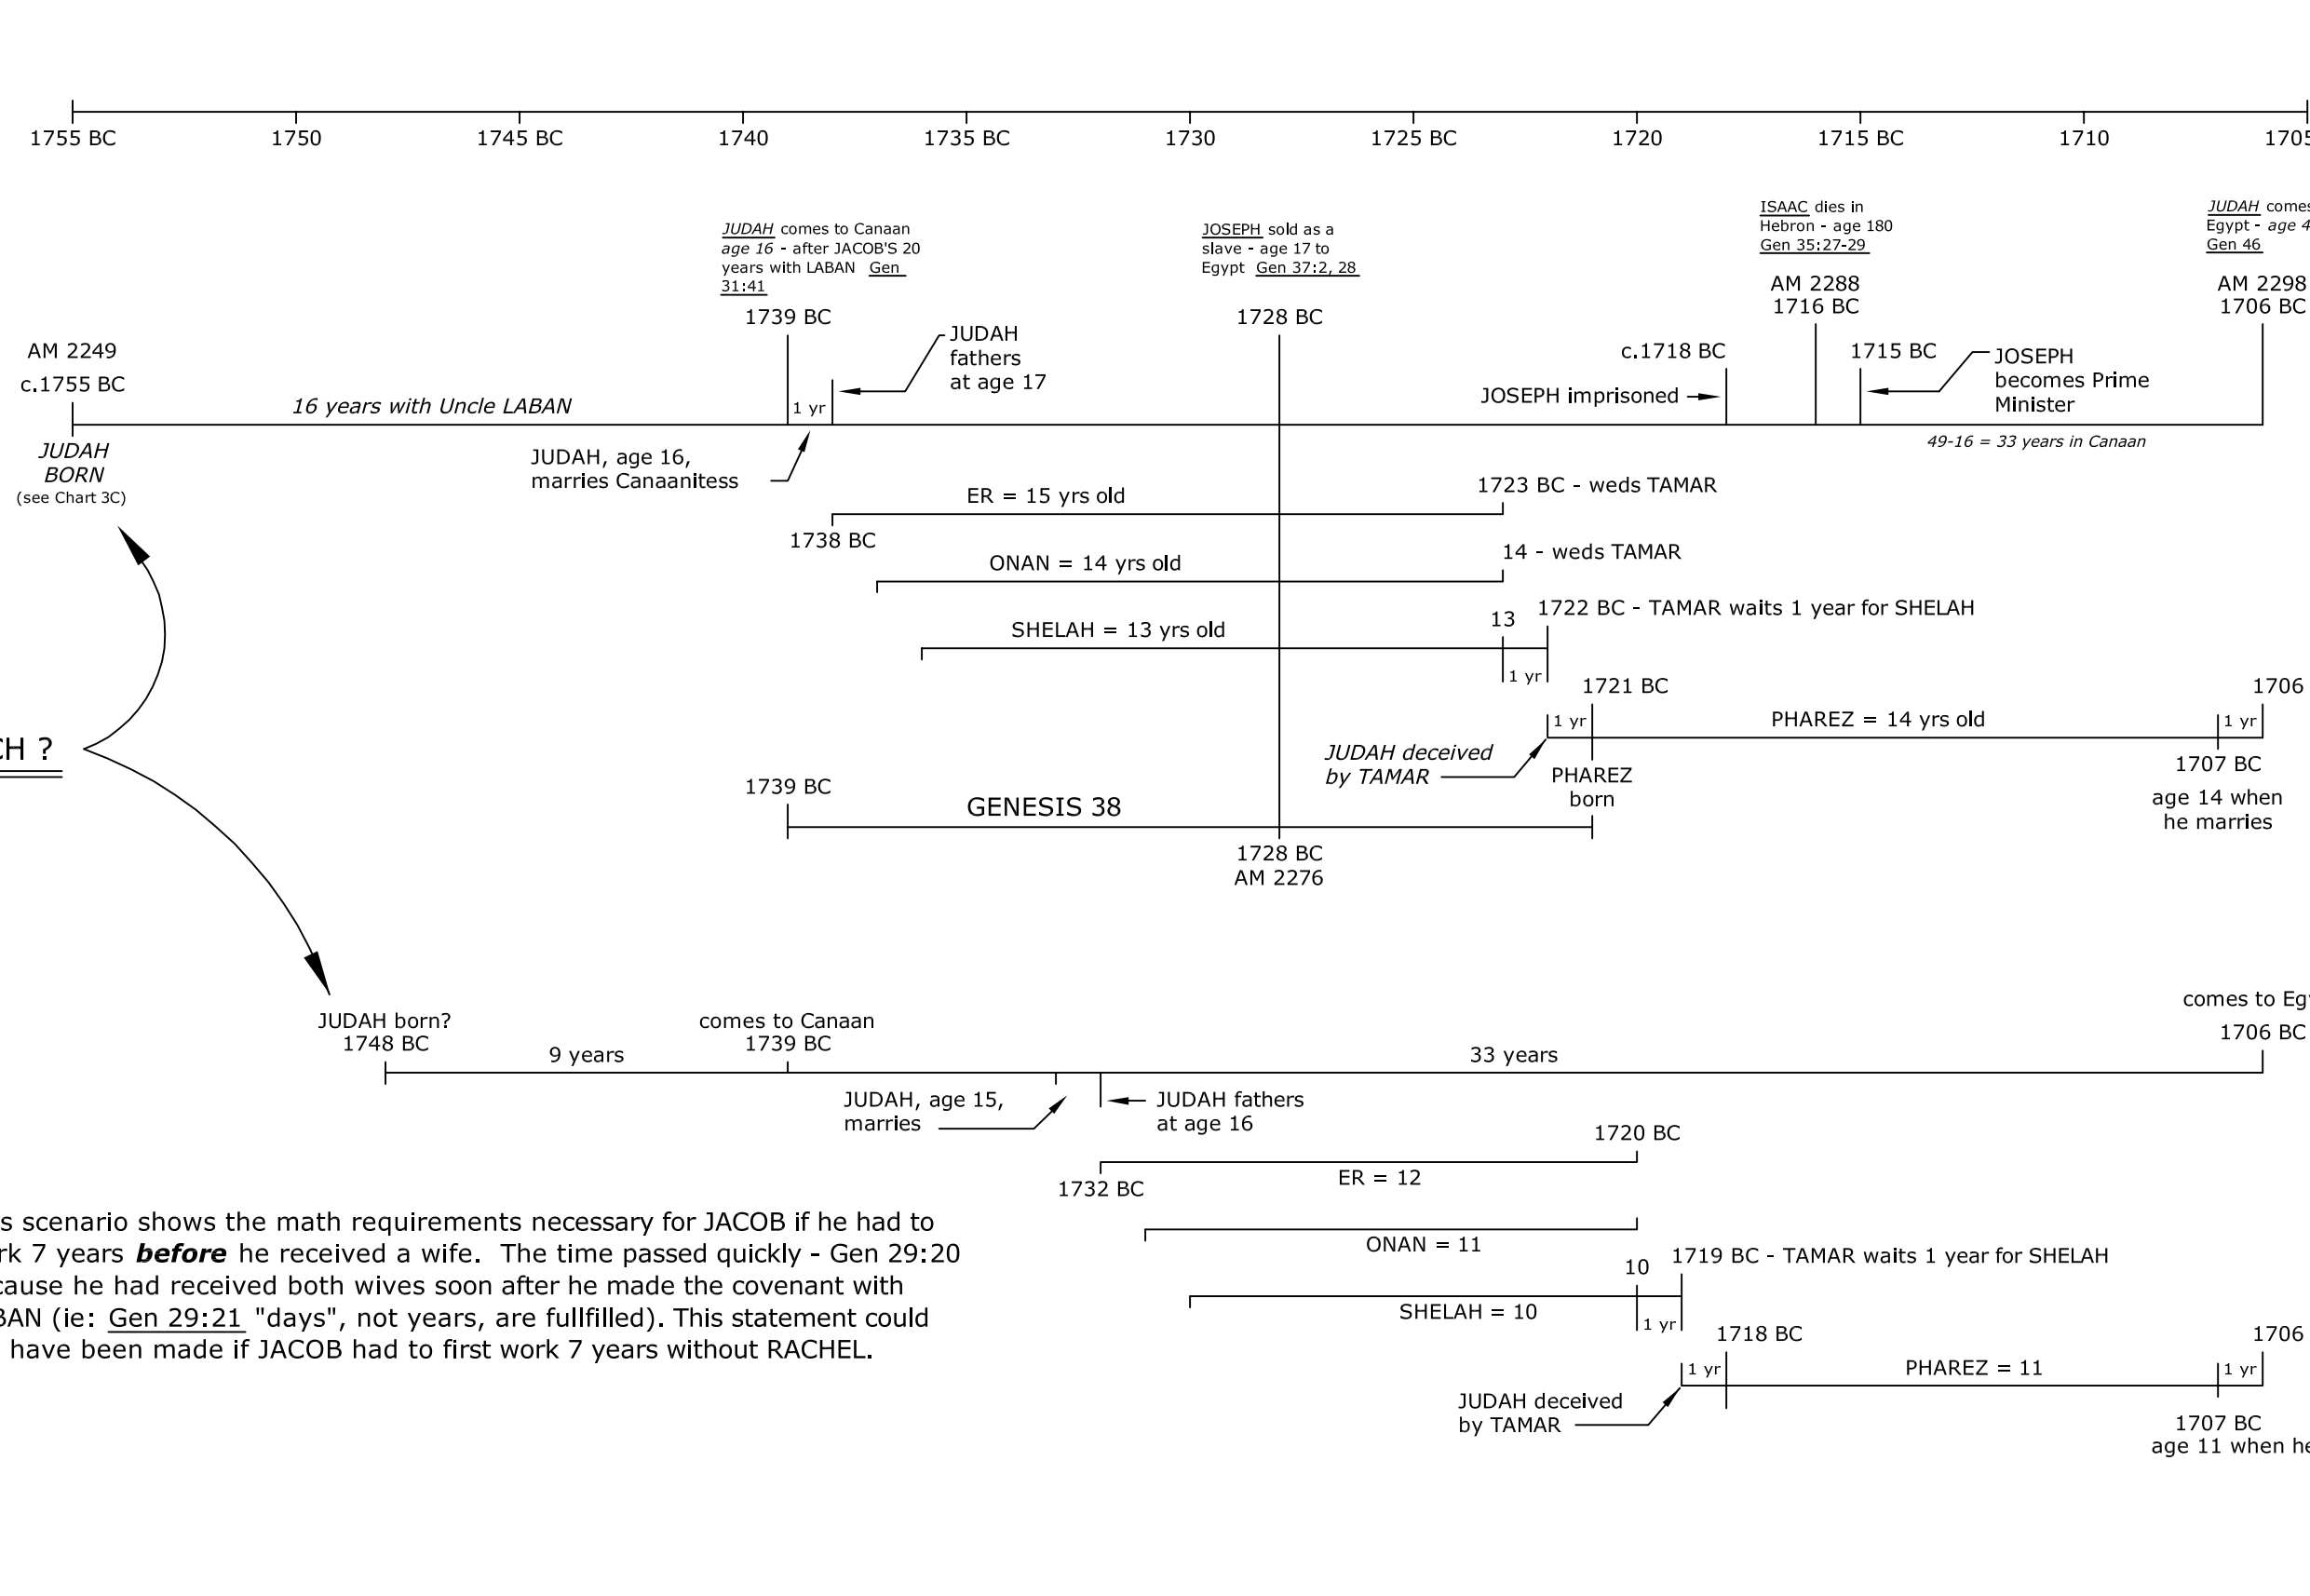 1755 BC
1750
1745 BC
1740
1735 BC
1730
1725 BC
1720
1715 BC
1710
1705
JUDAH comes to Canaan
age 16 - after JACOB'S 20
years with LABAN Gen
31:41
1739 BC
JOSEPH sold as a
slave - age 17 to
Egypt Gen 37:2, 28
1728 BC
ISAAC dies in
Hebron - age 180
Gen 35:27-29
AM 2288
1716 BC
JUDAH comes
Egypt - age 4
Gen 46
AM 2298
1706 BC
AM 2249
c.1755 BC
JUDAH
BORN
(see Chart 3C)
16 years with Uncle LABAN
1 yr
JUDAH
fathers
at age 17
JUDAH, age 16,
marries Canaanitess
c.1718 BC
JOSEPH imprisoned
1715 BC
JOSEPH
becomes Prime
Minister
49-16 = 33 years in Canaan
ER = 15 yrs old
1723 BC - weds TAMAR
1738 BC
ONAN = 14 yrs old
14 - weds TAMAR
SHELAH = 13 yrs old
13
1722 BC - TAMAR waits 1 year for SHELAH
1 yr
1721 BC
1706
1 yr
PHAREZ = 14 yrs old
1 yr
JUDAH deceived
by TAMAR
PHAREZ
born
1707 BC
age 14 when
he marries
CH ?
1739 BC
GENESIS 38
1728 BC
AM 2276
JUDAH born?
1748 BC
9 years
comes to Canaan
1739 BC
33 years
comes to Eg
1706 BC
JUDAH, age 15,
marries
JUDAH fathers
at age 16
1720 BC
ER = 12
1732 BC
ONAN = 11
10
1719 BC - TAMAR waits 1 year for SHELAH
SHELAH = 10
1 yr
1718 BC
1706
1 yr
PHAREZ = 11
1 yr
JUDAH deceived
by TAMAR
1707 BC
age 11 when he
s scenario shows the math requirements necessary for JACOB if he had to
rk 7 years before he received a wife. The time passed quickly - Gen 29:20
cause he had received both wives soon after he made the covenant with
BAN (ie: Gen 29:21 "days", not years, are fullfilled). This statement could
have been made if JACOB had to first work 7 years without RACHEL.